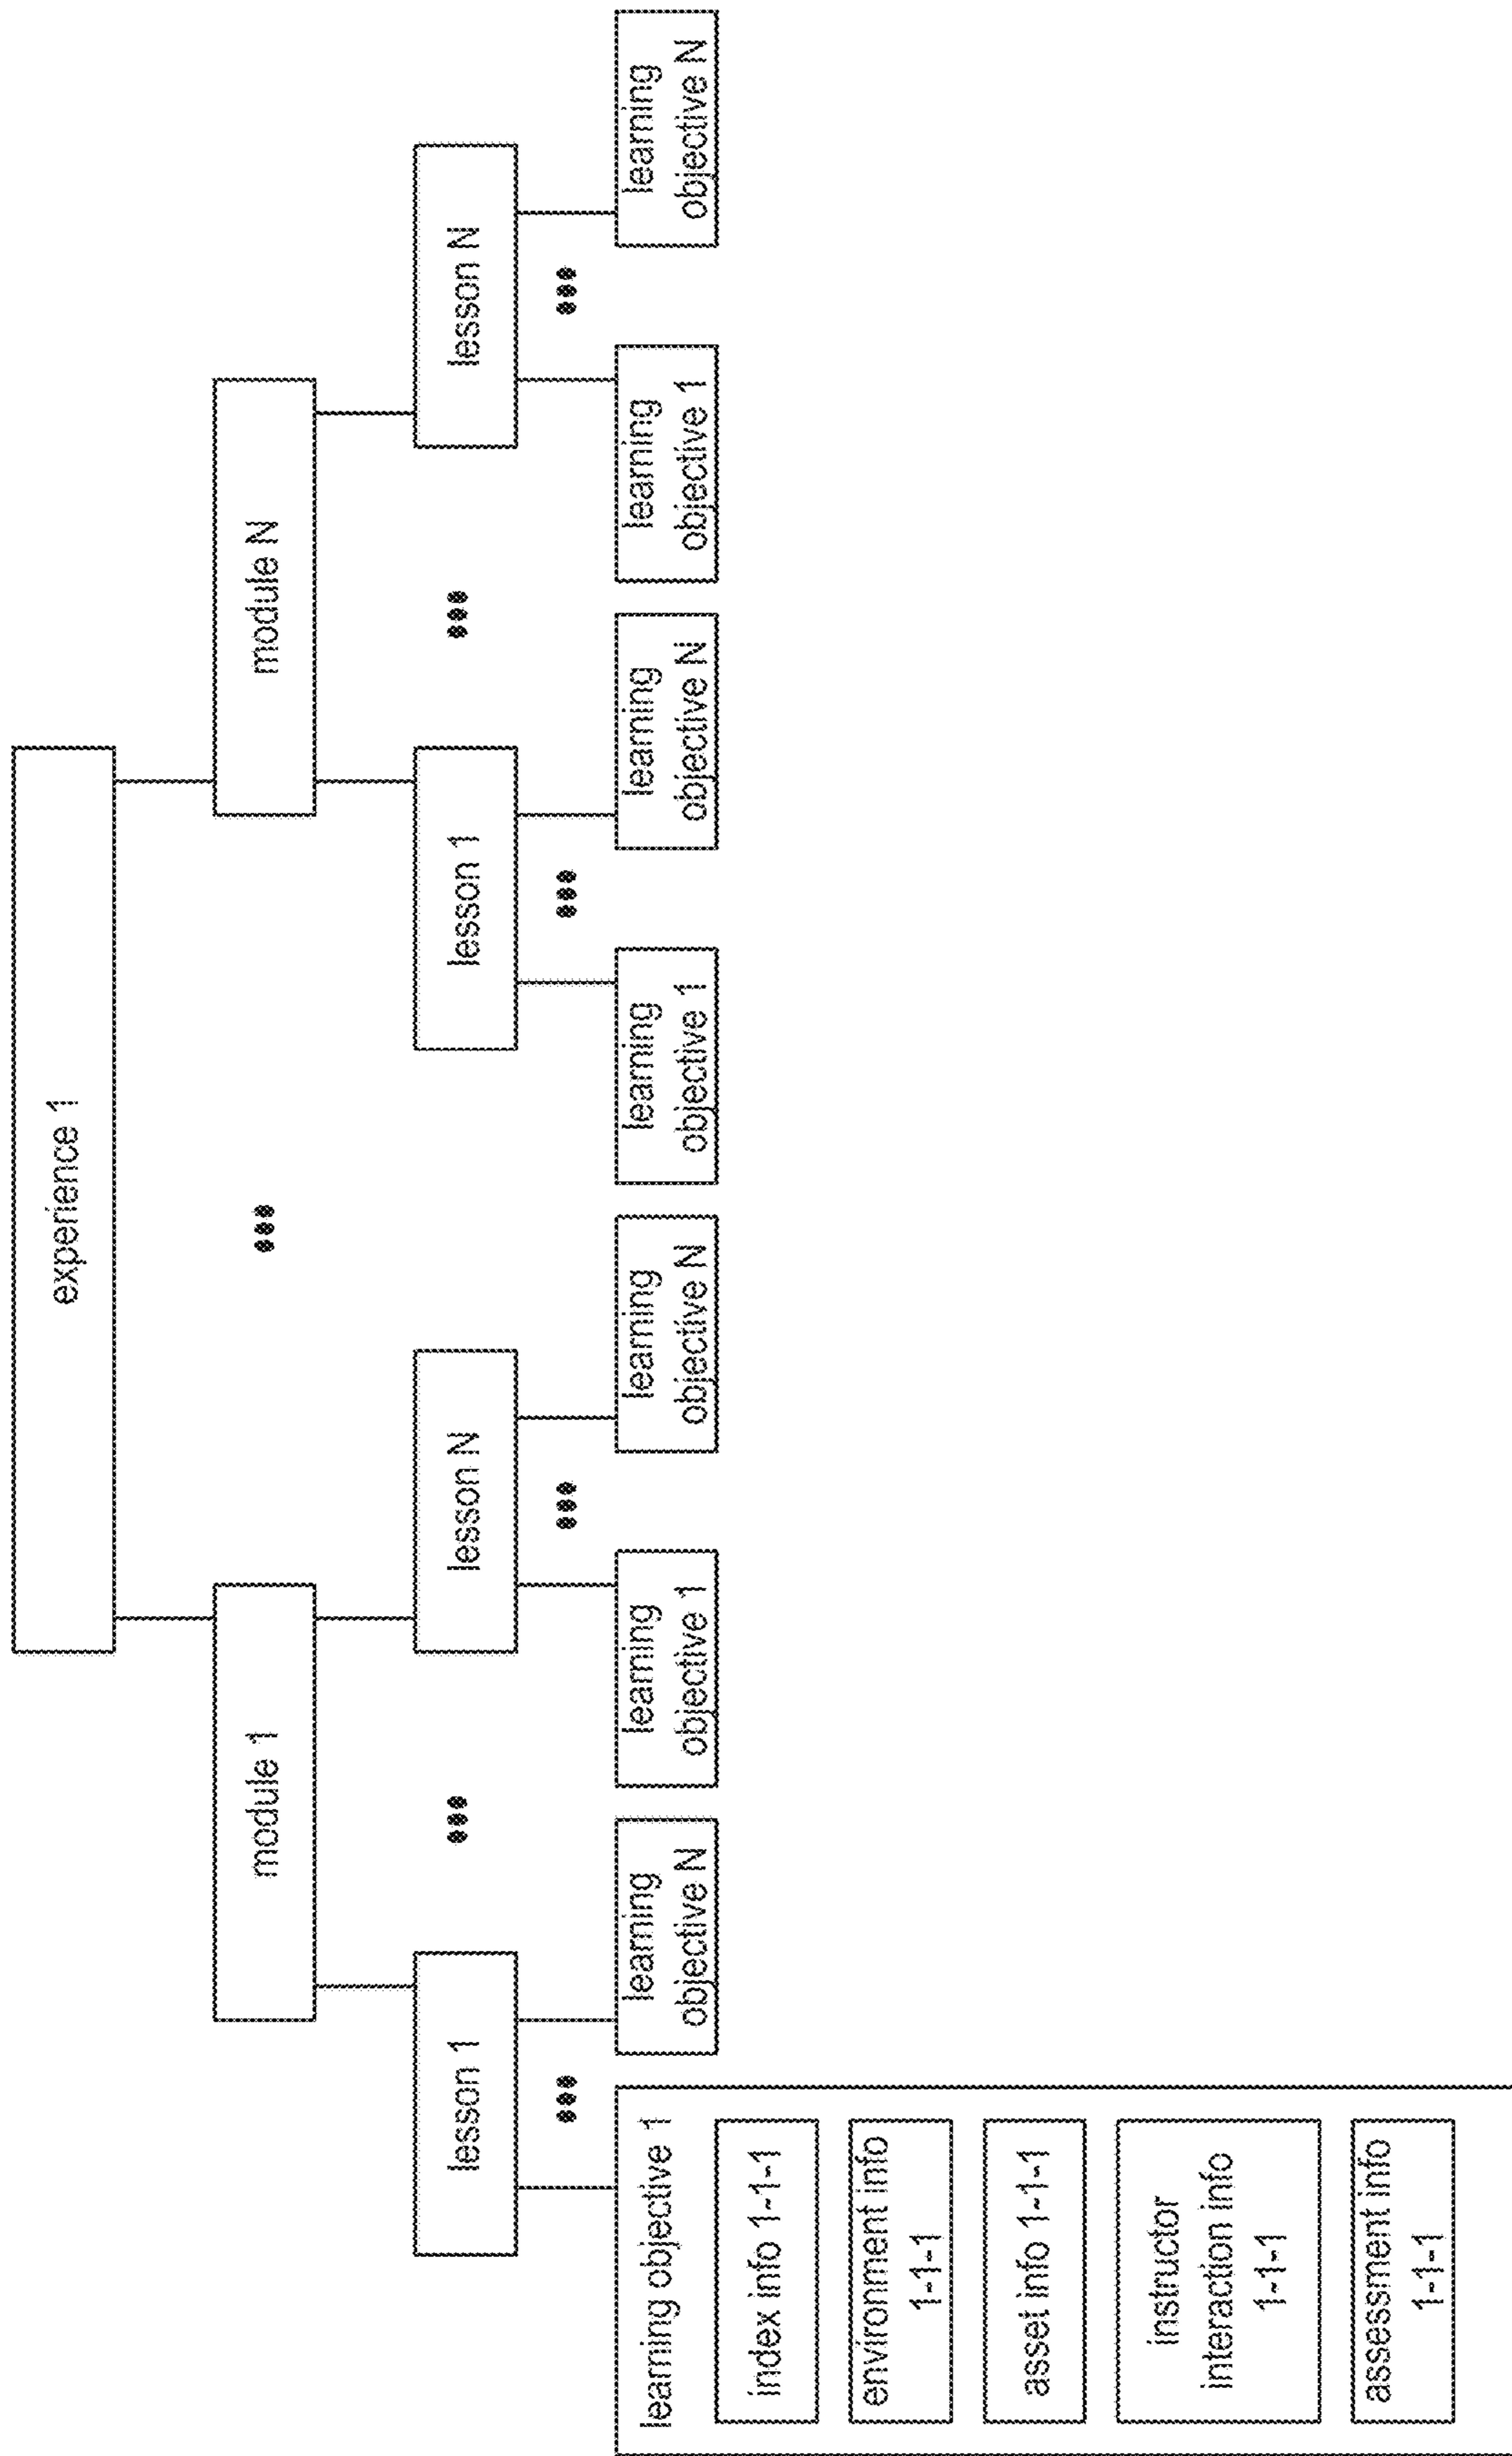 experience 1
module 1
module N
lesson 1
lesson N
lesson 1
lesson N
learning objective 1
index info 1-1-1
environment info
1-1-1
asset info 1-1-1
instructor
interaction info
1-1-1
assessment info
1-1-1
learning
objective N
learning
objective 1
learning
objective N
learning
objective 1
learning
objective N
learning
objective 1
learning
objective N